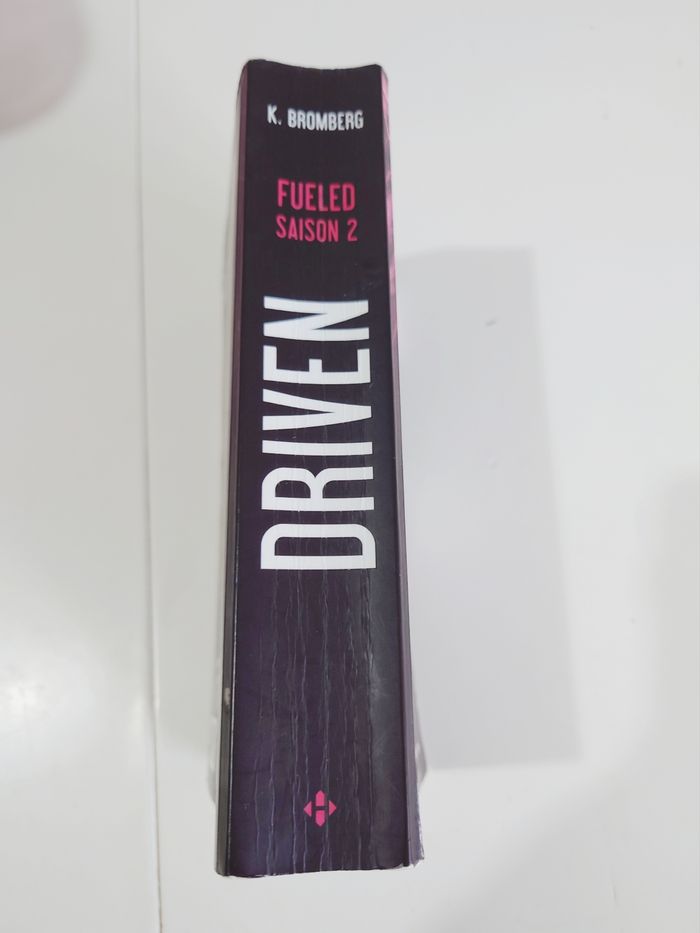 K. BROMBERG
FUELED
SAISON 2
DRIVEN
H